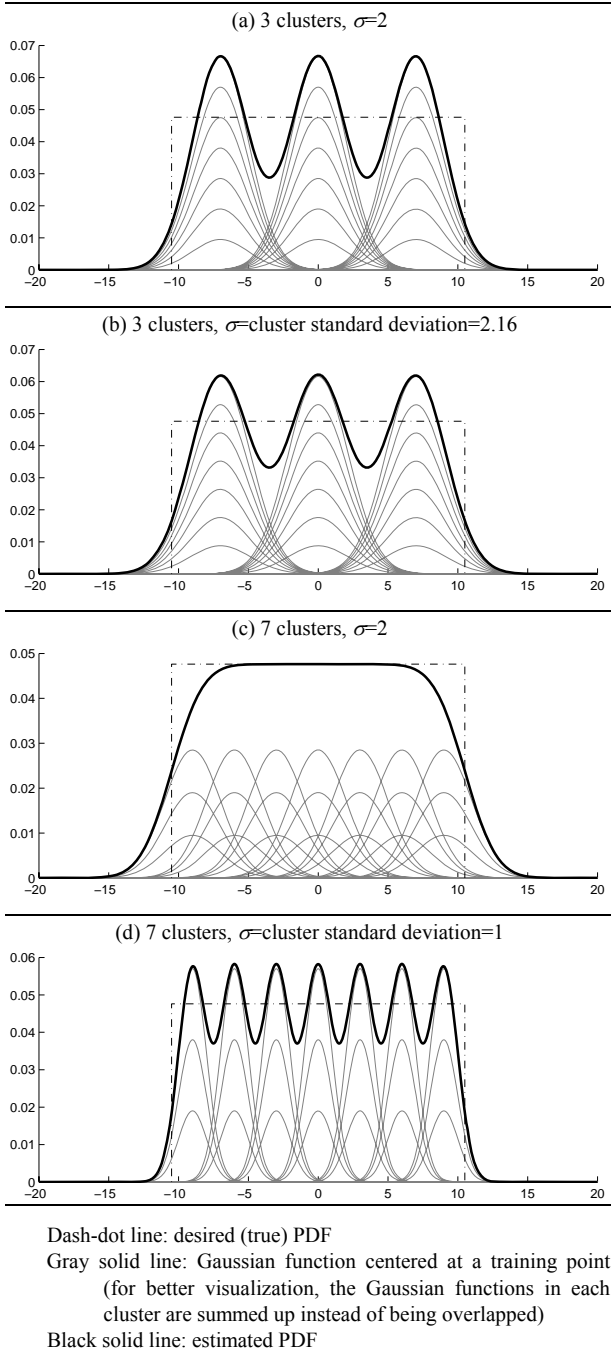 (a) 3 clusters, σ=2
0.07
0.06
0.05
0.04
0.03
0.02
0.01
0
−20 −15 −10 −5 0 5 10 15 20
(b) 3 clusters, σ=cluster standard deviation=2.16
0.07
0.06
0.05
0.04
0.03
0.02
0.01
0
−20 −15 −10 −5 0 5 10 15 20
(c) 7 clusters, σ=2
0.05
0.04
0.03
0.02
0.01
0
−20 −15 −10 −5 0 5 10 15 20
(d) 7 clusters, σ=cluster standard deviation=1
0.06
0.05
0.04
0.03
0.02
0.01
0
−20 −15 −10 −5 0 5 10 15 20
Dash-dot line: desired (true) PDF
Gray solid line: Gaussian function centered at a training point
(for better visualization, the Gaussian functions in each
cluster are summed up instead of being overlapped)
Black solid line: estimated PDF